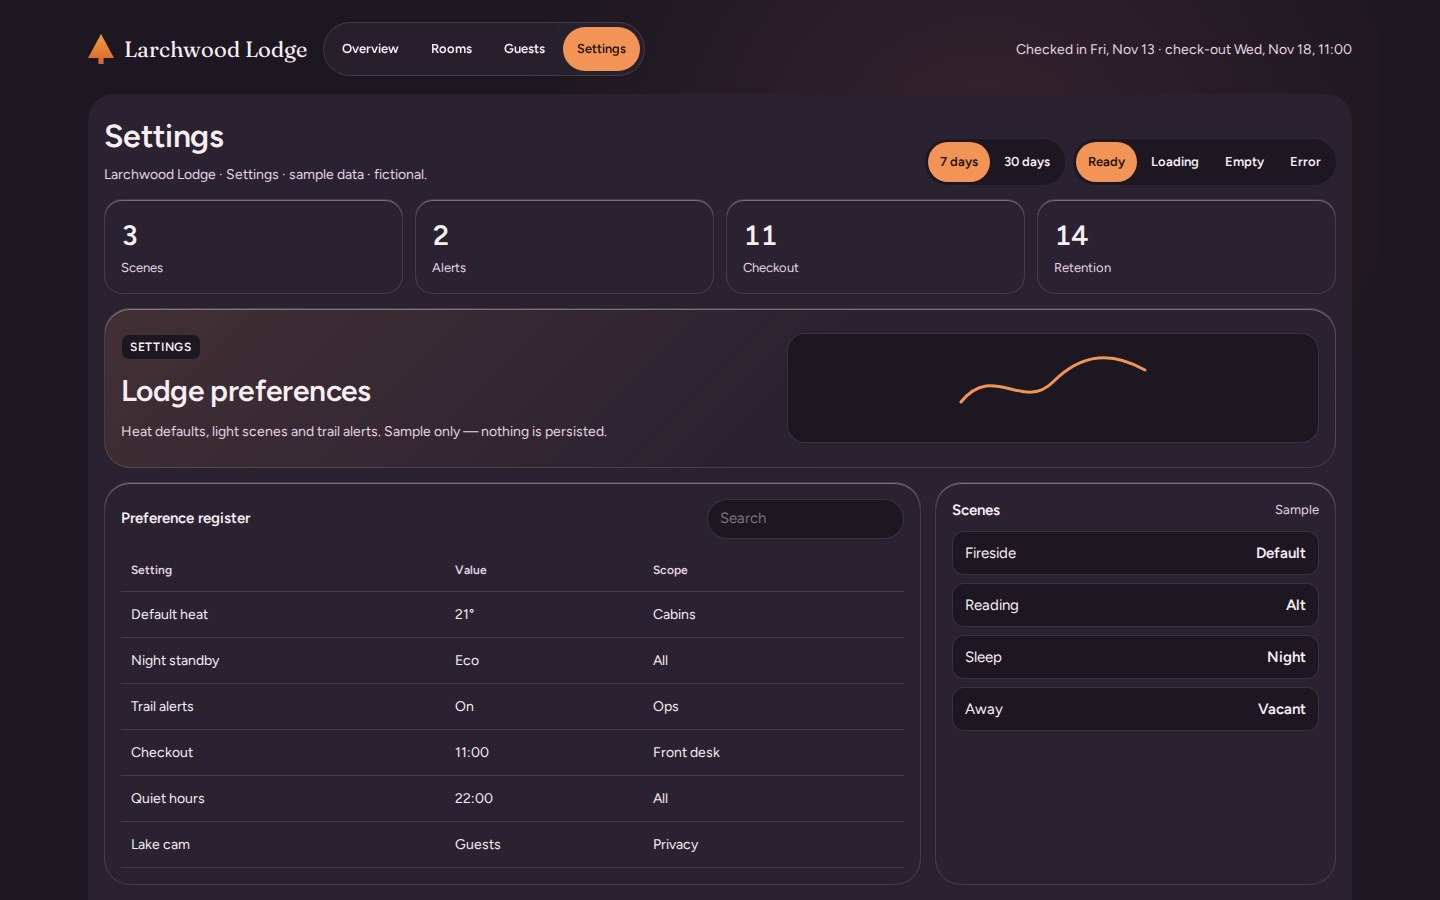 Larchwood Lodge
Overview Rooms Guests Settings
Checked in Fri, Nov 13 · check-out Wed, Nov 18, 11:00
Settings
Larchwood Lodge · Settings · sample data · fictional.
7 days 30 days
Ready Loading Empty Error
3
Scenes
2
Alerts
11
Checkout
14
Retention
SETTINGS
Lodge preferences
Heat defaults, light scenes and trail alerts. Sample only — nothing is persisted.
Preference register
Search
Setting Value Scope
Default heat 21° Cabins
Night standby Eco All
Trail alerts On Ops
Checkout 11:00 Front desk
Quiet hours 22:00 All
Lake cam Guests Privacy
Scenes Sample
Fireside Default
Reading Alt
Sleep Night
Away Vacant